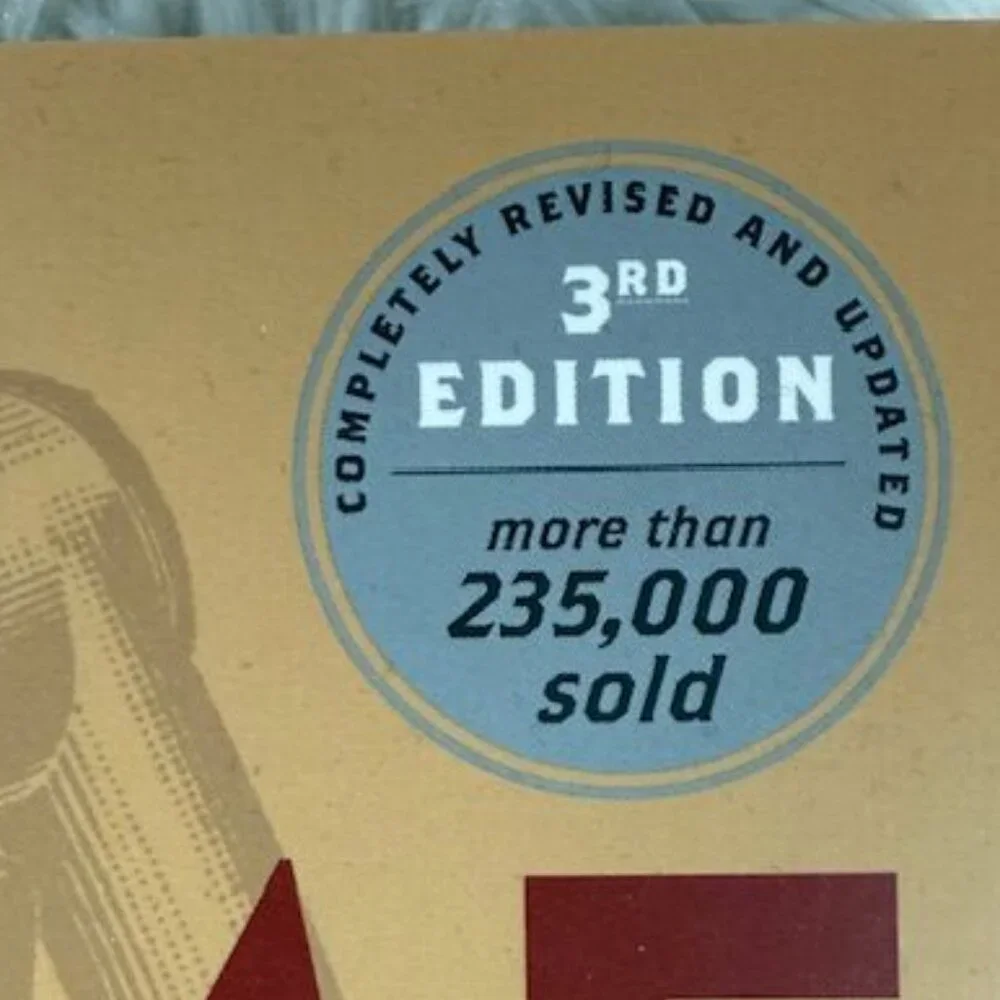 COMPLETELY REVISED AND UPDATED
3RD
EDITION
more than
235,000
sold